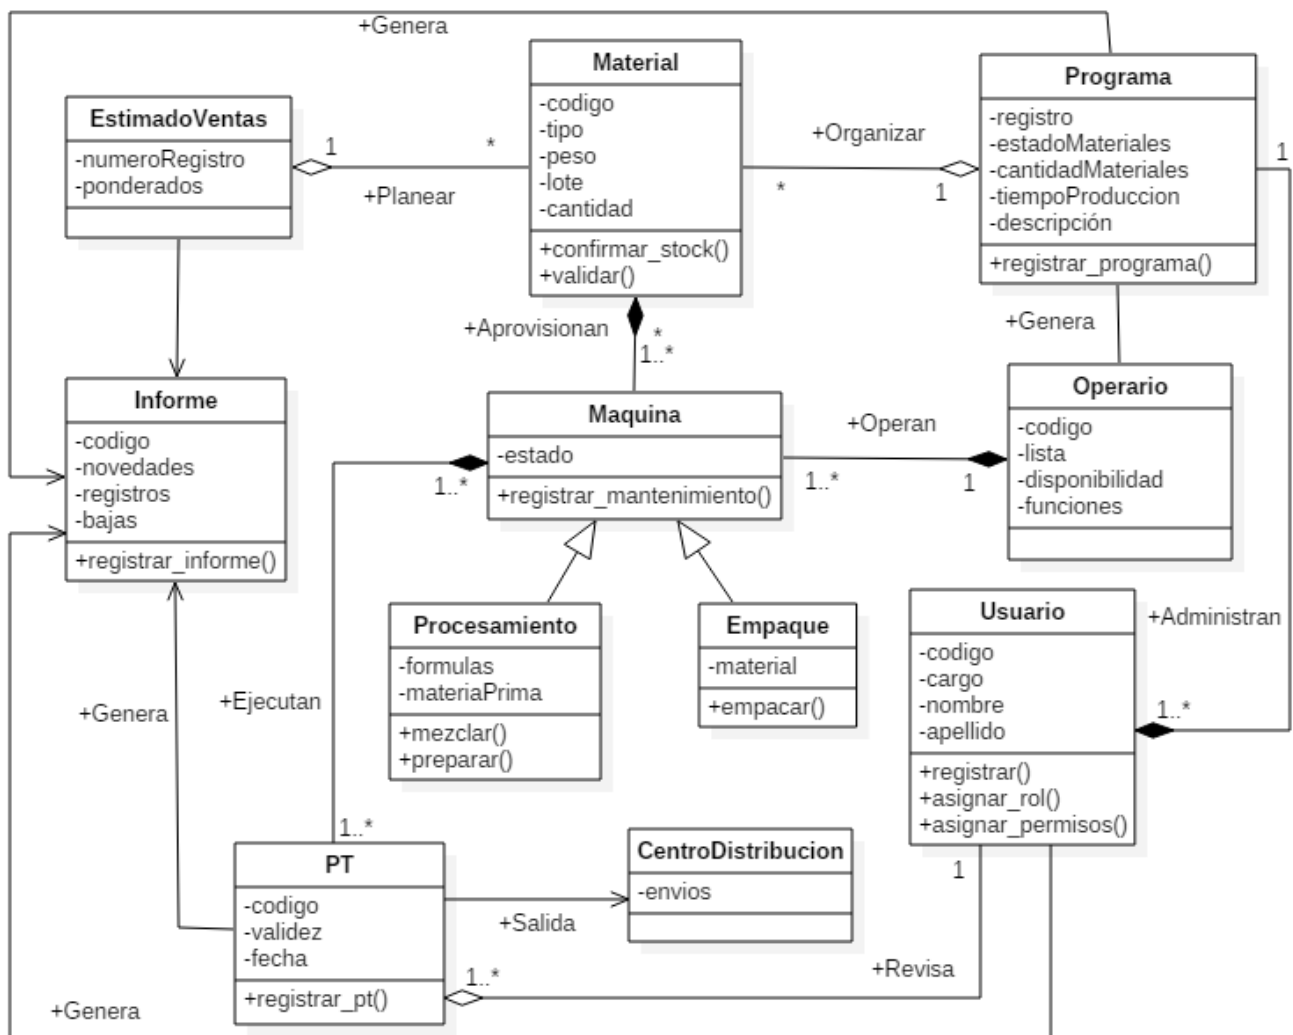 +Genera
Material
-codigo
-tipo
-peso
-lote
-cantidad
+confirmar_stock()
+validar()
Programa
-registro
-estadoMateriales
-cantidadMateriales
-tiempoProduccion
-descripción
+registrar_programa()
EstimadoVentas
-numeroRegistro
-ponderados
1
*
+Planear
+Organizar
*
1
1
+Aprovisionan
*
1..*
+Genera
Informe
-codigo
-novedades
-registros
-bajas
+registrar_informe()
Maquina
-estado
+registrar_mantenimiento()
+Operan
1..*
1
Operario
-codigo
-lista
-disponibilidad
-funciones
1..*
Procesamiento
-formulas
-materiaPrima
+mezclar()
+preparar()
Empaque
-material
+empacar()
Usuario
-codigo
-cargo
-nombre
-apellido
+registrar()
+asignar_rol()
+asignar_permisos()
+Administran
1..*
+Genera
+Ejecutan
1..*
PT
-codigo
-validez
-fecha
+registrar_pt()
CentroDistribucion
-envios
+Salida
1
1..*
+Revisa
+Genera